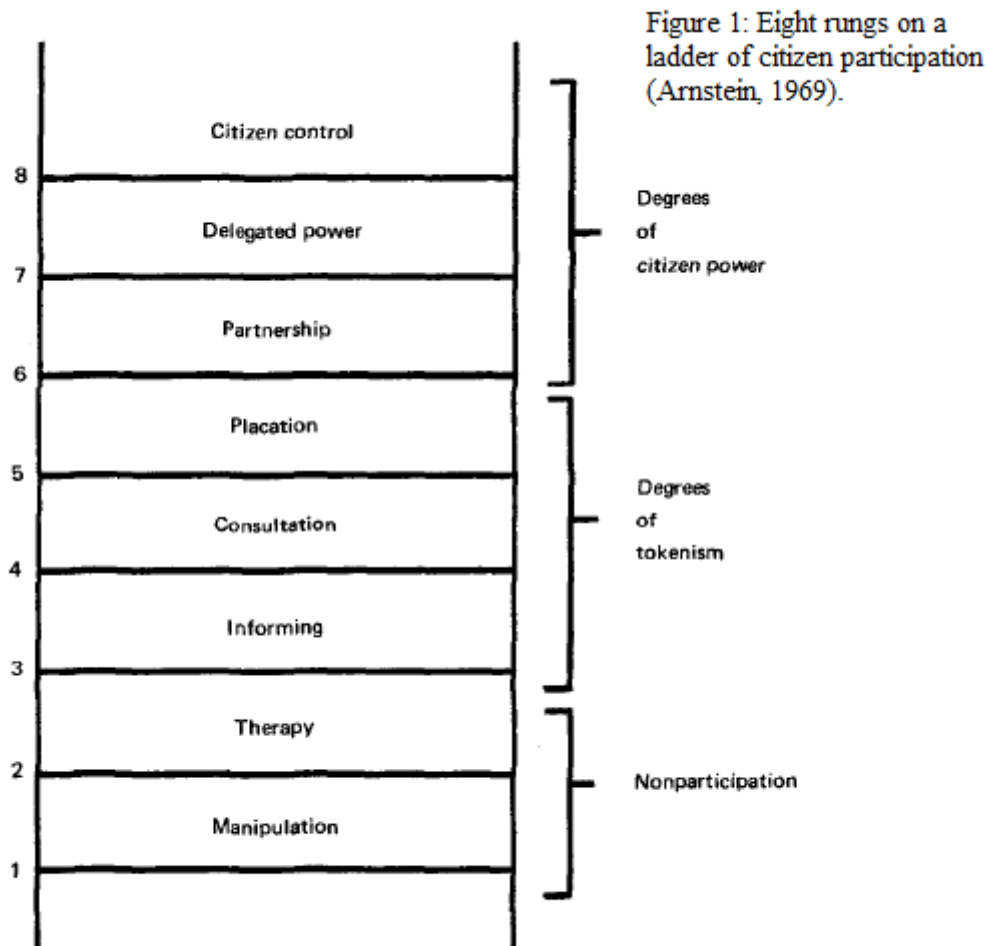 Figure 1: Eight rungs on a
ladder of citizen participation
(Arnstein, 1969).
Citizen control
8
Delegated power
7
Partnership
6
Placation
5
Consultation
4
Informing
3
Therapy
2
Manipulation
1
Degrees
of
citizen power
Degrees
of
tokenism
Nonparticipation